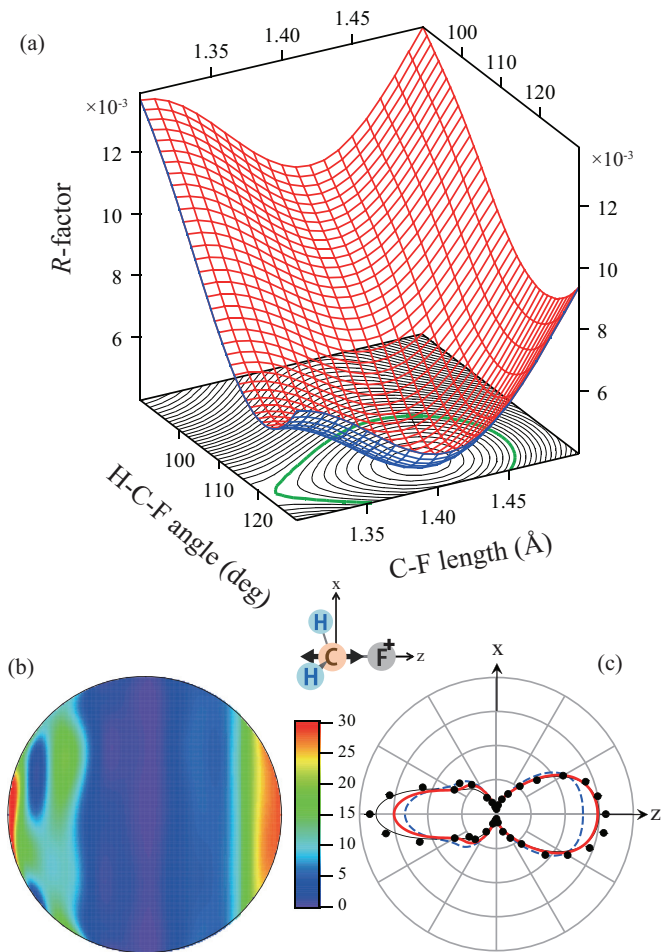 (a)
1.35 1.40 1.45
100 110 120
×10⁻³
12
10
8
6
R-factor
×10⁻³
12
10
8
6
100 110 120
H-C-F angle (deg)
1.35 1.40 1.45
C-F length (Å)
x
H
C
F
+
z
H
(b)
30
25
20
15
10
5
0
(c)
x
z